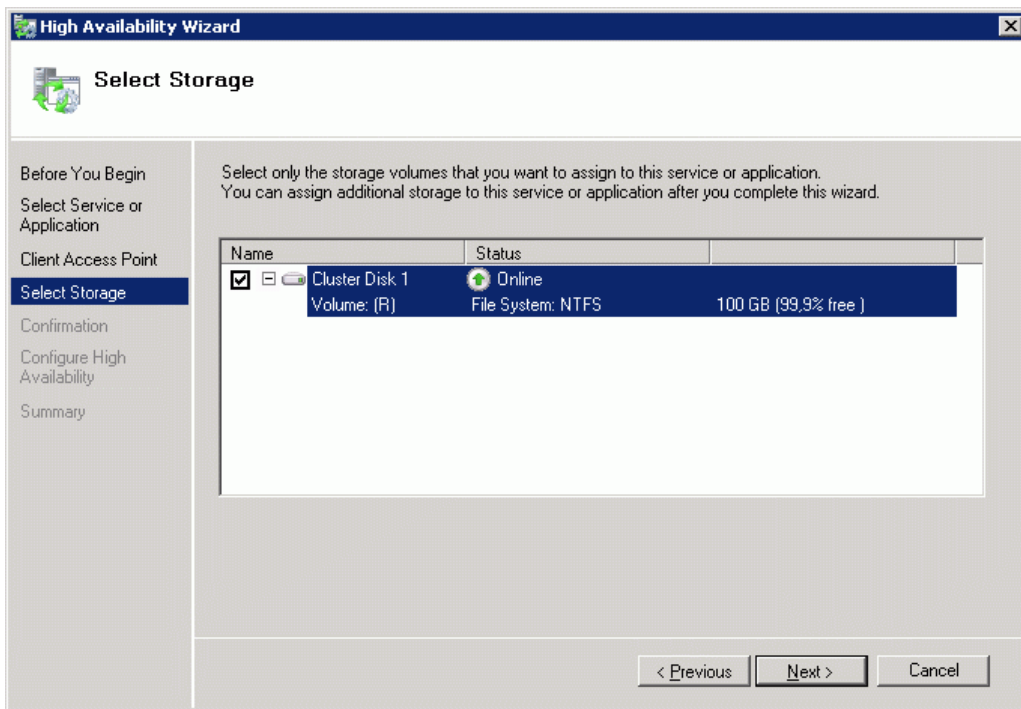 High Availability Wizard
Select Storage
Before You Begin
Select Service or
Application
Client Access Point
Select Storage
Confirmation
Configure High
Availability
Summary
Select only the storage volumes that you want to assign to this service or application.
You can assign additional storage to this service or application after you complete this wizard.
Name Status
Cluster Disk 1 Online
Volume: (R) File System: NTFS 100 GB (99,9% free )
< Previous Next > Cancel